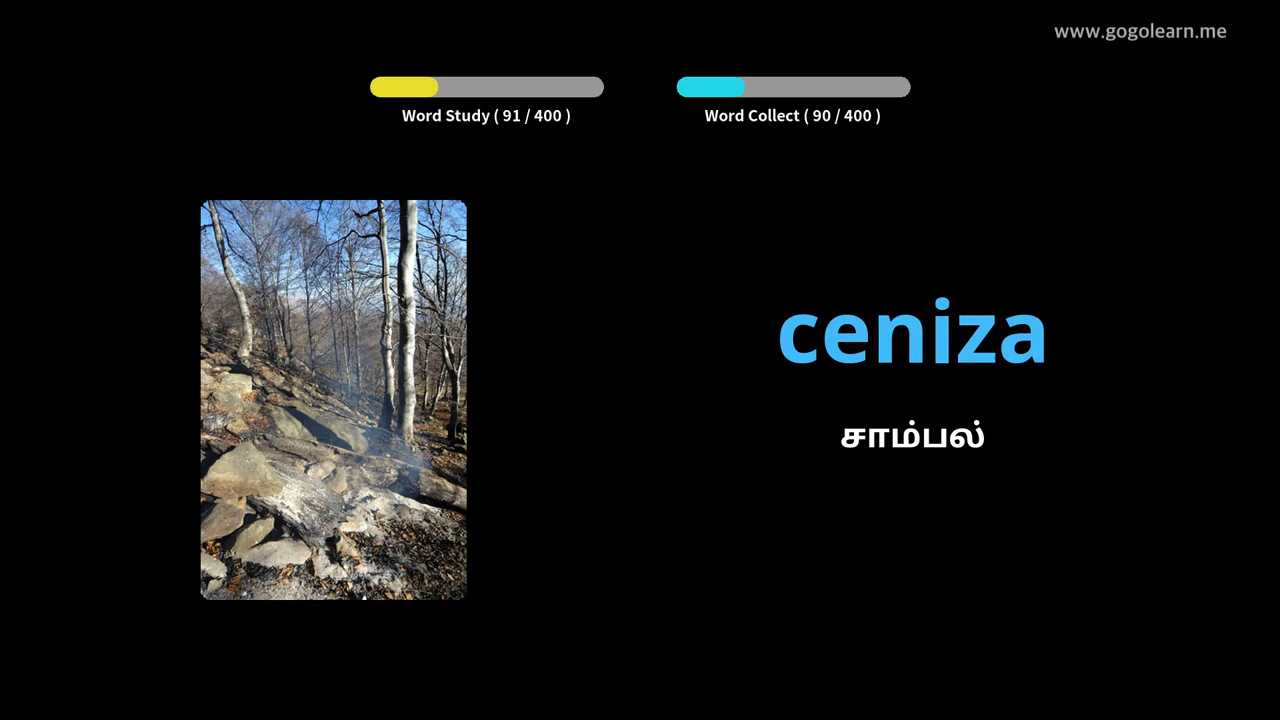 www.gogolearn.me
Word Study ( 91 / 400 )
Word Collect ( 90 / 400 )
ceniza
சாம்பல்